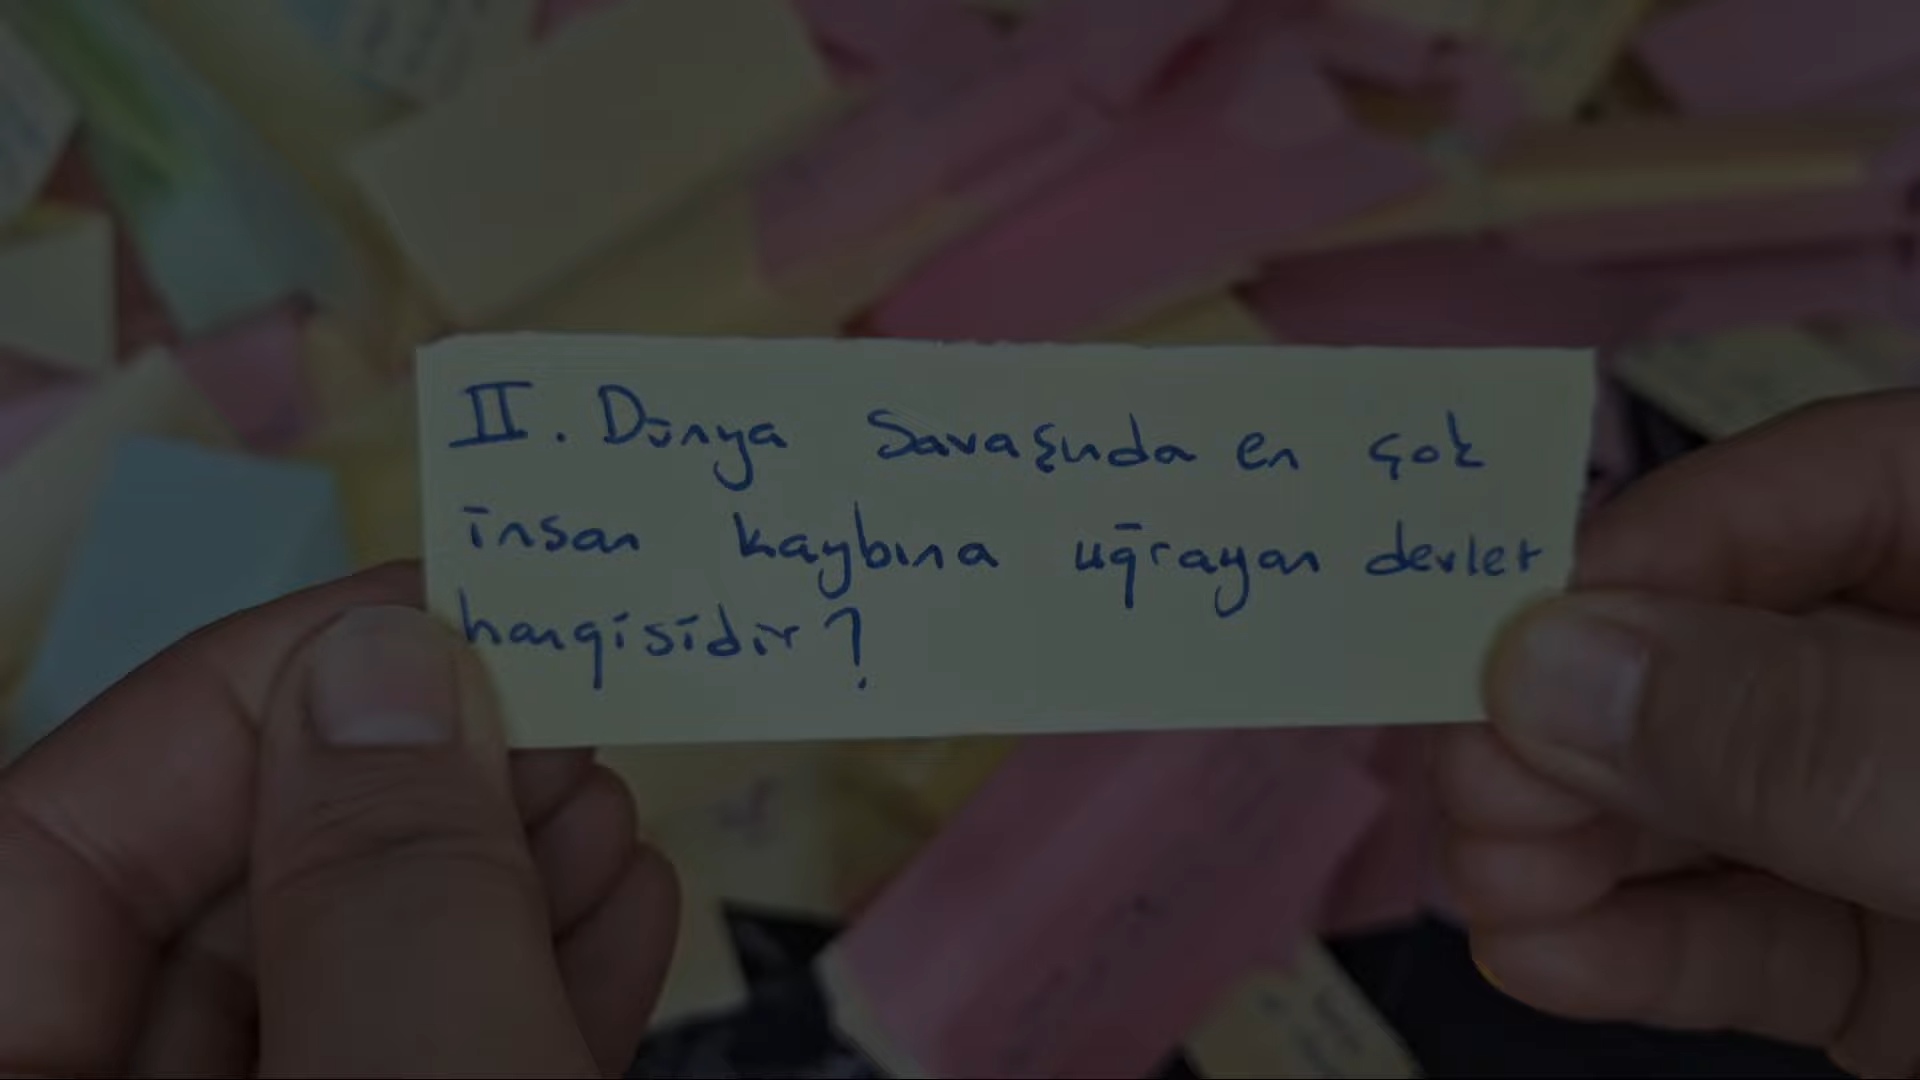 II. Dünya Savaşında en çok
insan kaybına uğrayan devlet
hangisidir?